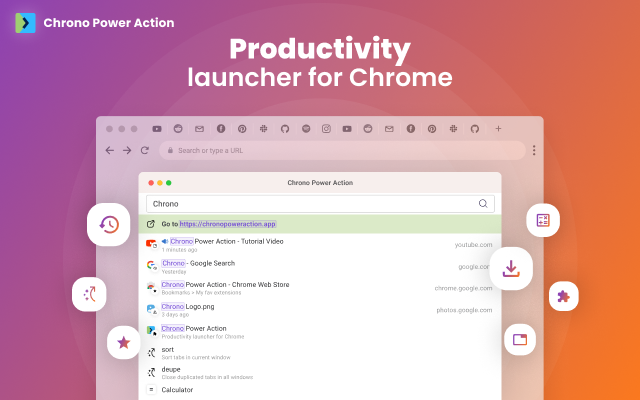 Chrono Power Action
Productivity
launcher for Chrome
Search or type a URL
Chrono Power Action
Chrono
Go to https://chronopoweraction.app
Chrono Power Action - Tutorial Video
1 minutes ago
youtube.com
Chrono - Google Search
Yesterday
google.cor
Chrono Power Action - Chrome Web Store
Bookmarks > My fav extensions
chrome.google.com
Chrono Logo.png
3 days ago
photos.google.com
Chrono Power Action
Productivity launcher for Chrome
sort
Sort tabs in current window
deupe
Close duplicated tabs in all windows
= Calculator